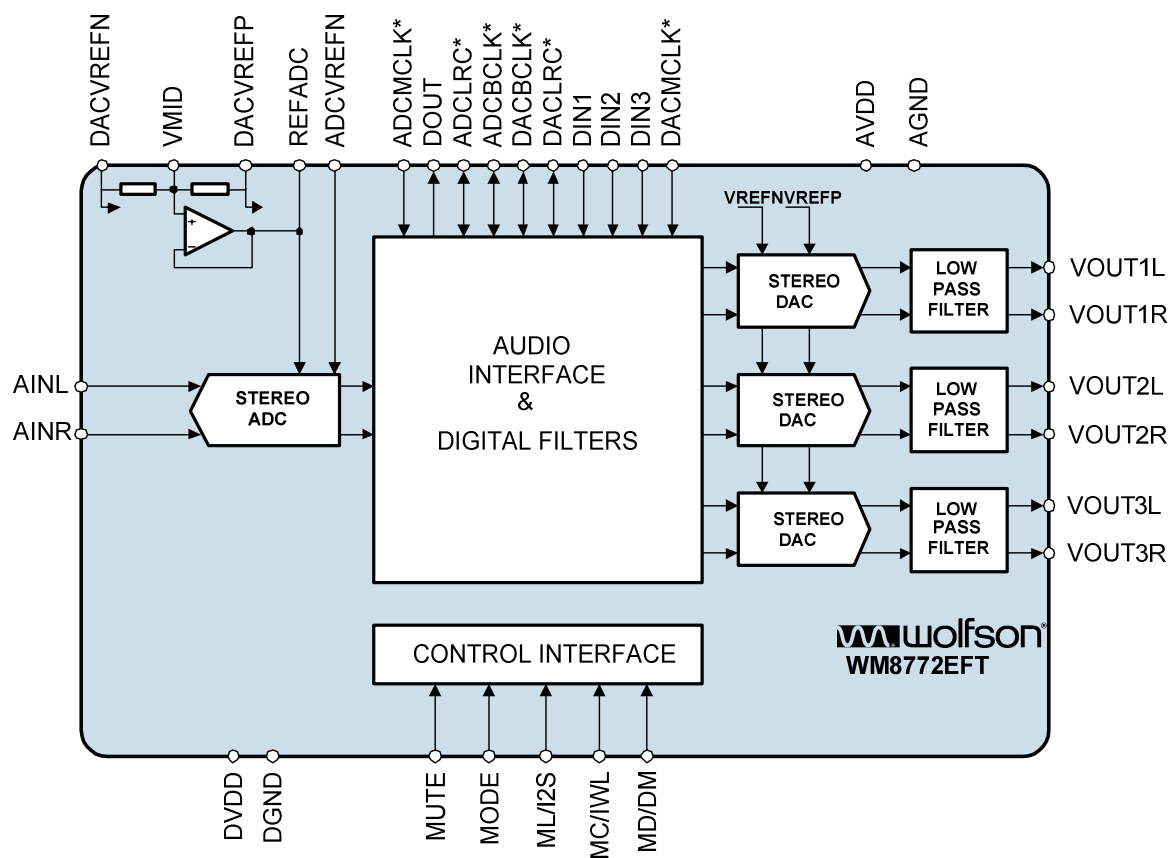 DACVREFN
VMID
DACVREFP
REFADC
ADCVREFN
ADCMCLK*
DOUT
ADCLRC*
ADCBCLK*
DACBCLK*
DACLRC*
DIN1
DIN2
DIN3
DACMCLK*
AVDD
AGND
+
−
VREFN
VREFP
AINL
AINR
STEREO
ADC
AUDIO
INTERFACE
&
DIGITAL FILTERS
STEREO
DAC
LOW
PASS
FILTER
VOUT1L
VOUT1R
STEREO
DAC
LOW
PASS
FILTER
VOUT2L
VOUT2R
STEREO
DAC
LOW
PASS
FILTER
VOUT3L
VOUT3R
CONTROL INTERFACE
wolfson®
WM8772EFT
DVDD
DGND
MUTE
MODE
ML/I2S
MC/IWL
MD/DM